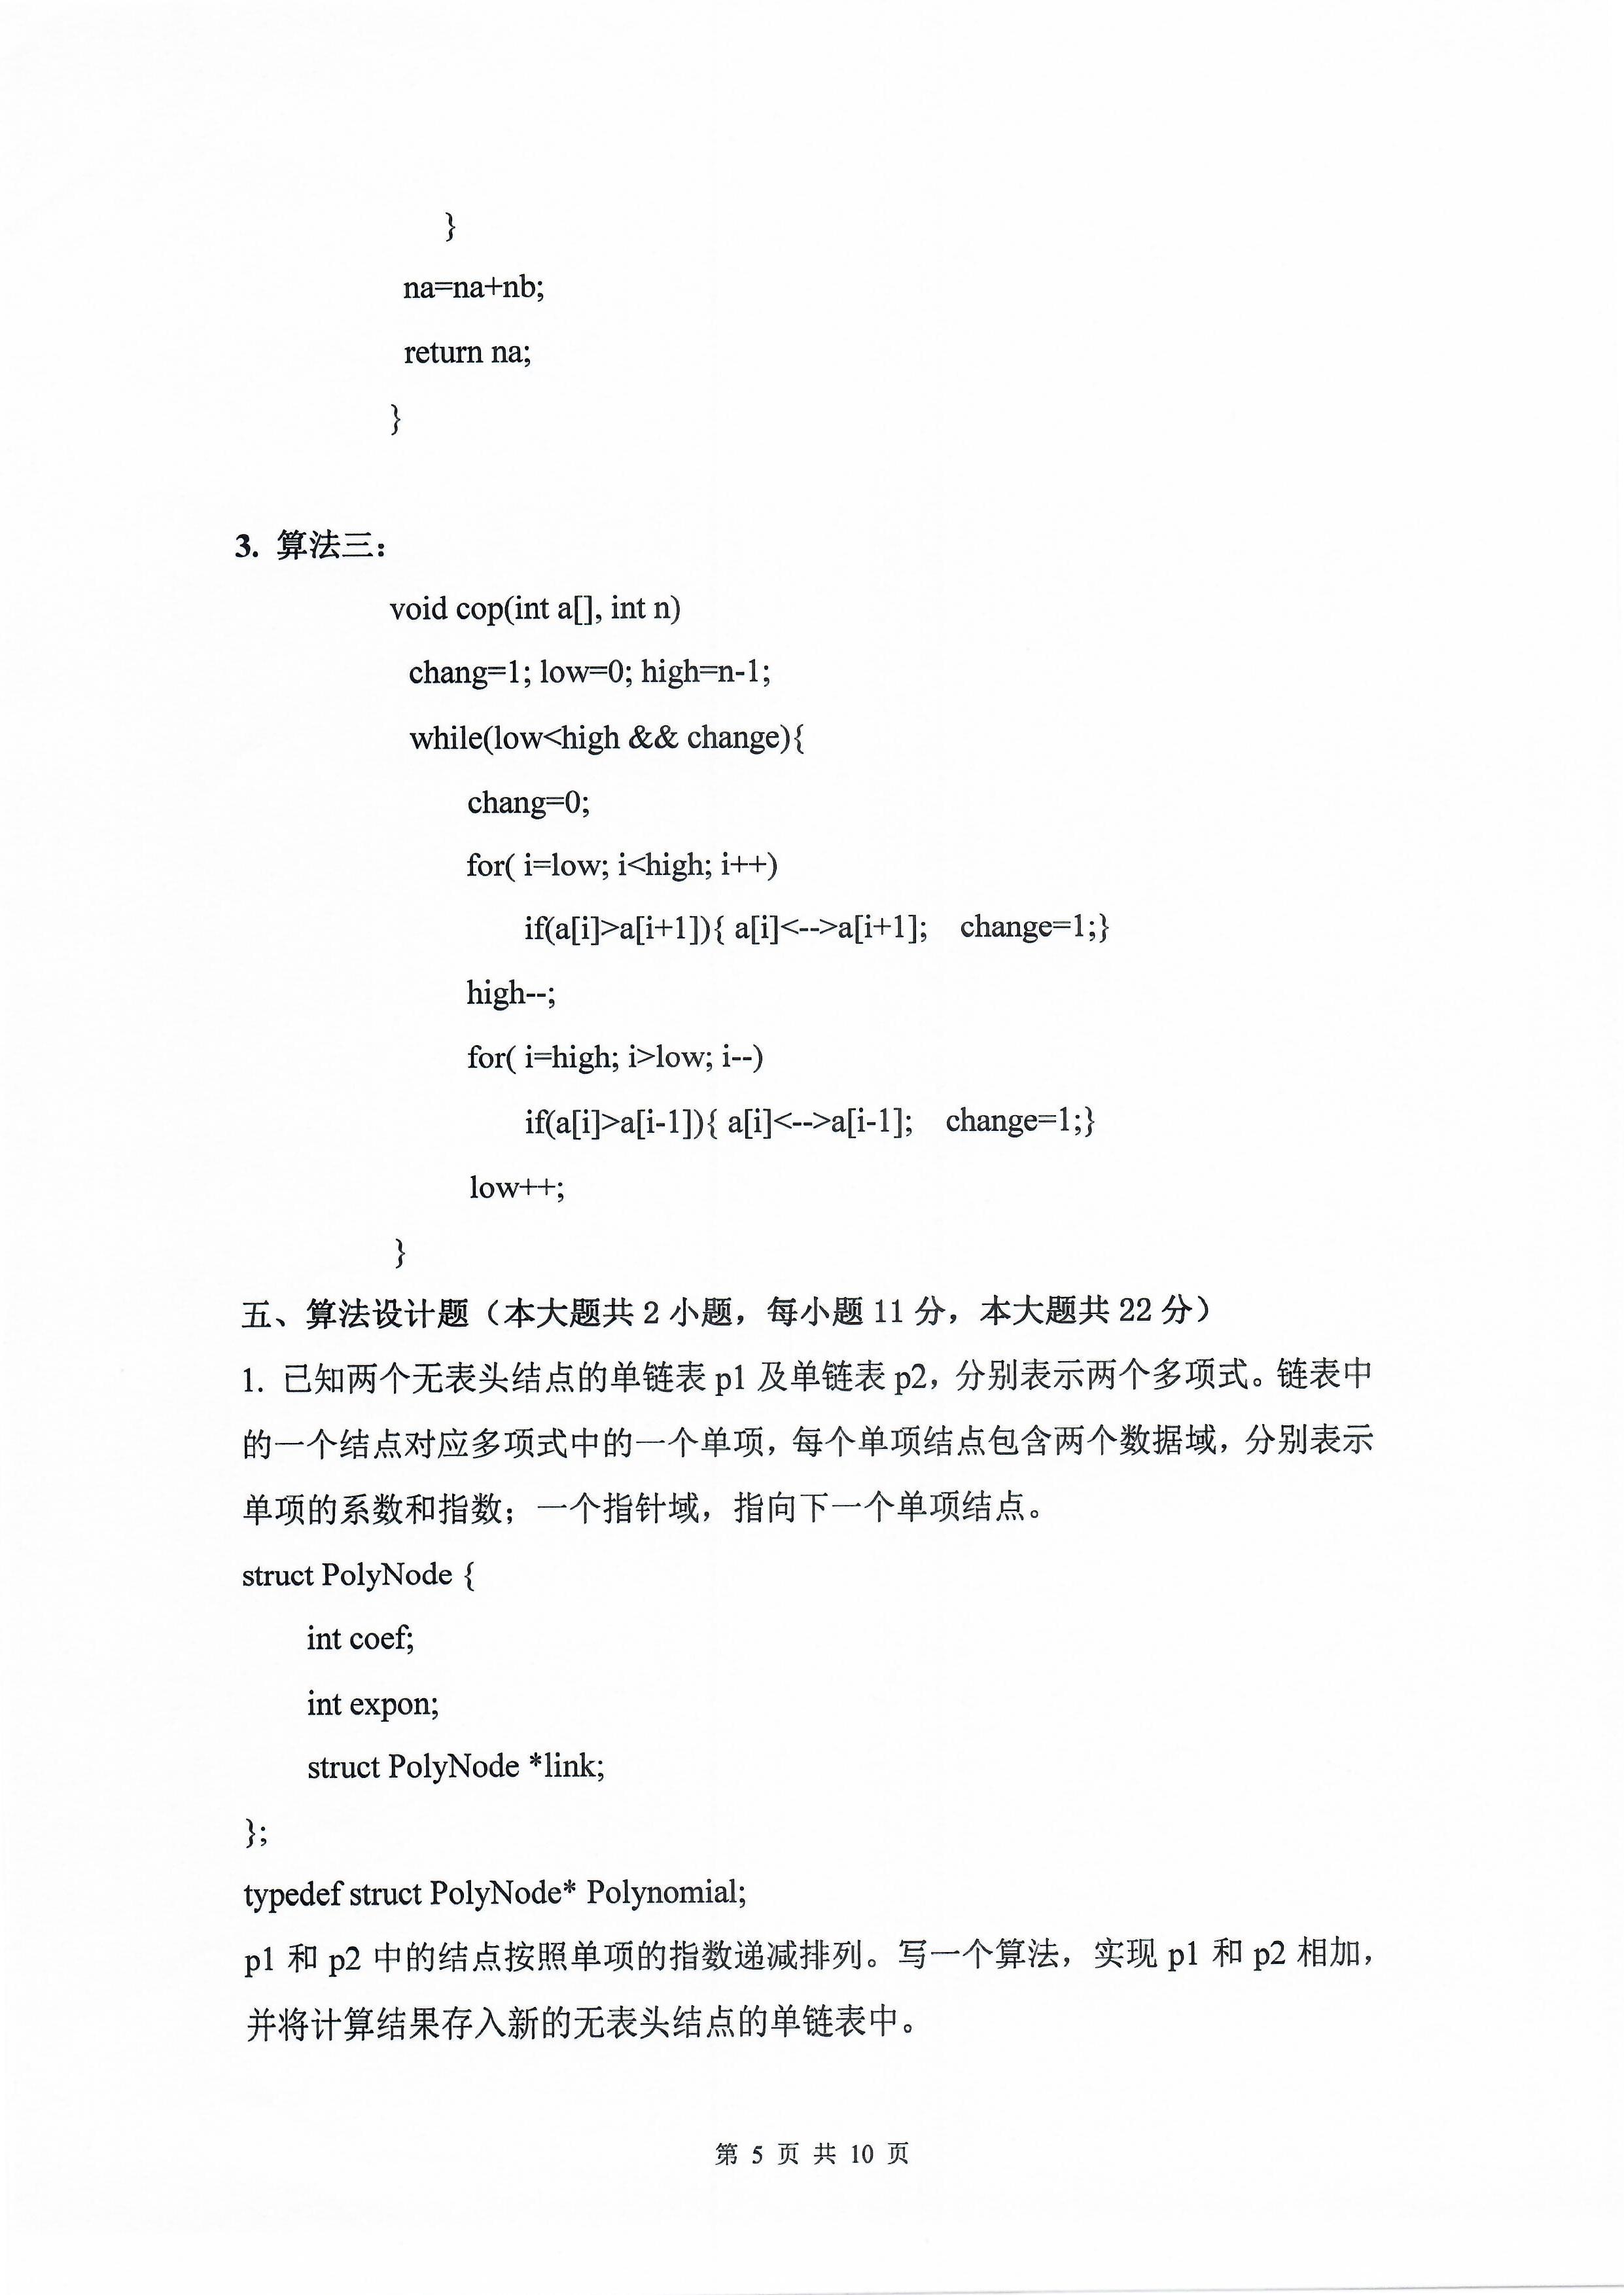 }
na=na+nb;
return na;
}
3. 算法三：
void cop(int a[], int n)
chang=1; low=0; high=n-1;
while(low<high && change){
chang=0;
for( i=low; i<high; i++)
if(a[i]>a[i+1]){ a[i]<-->a[i+1]; change=1;}
high--;
for( i=high; i>low; i--)
if(a[i]>a[i-1]){ a[i]<-->a[i-1]; change=1;}
low++;
}
五、算法设计题（本大题共 2 小题，每小题 11 分，本大题共 22 分）
1. 已知两个无表头结点的单链表 p1 及单链表 p2，分别表示两个多项式。链表中
的一个结点对应多项式中的一个单项，每个单项结点包含两个数据域，分别表示
单项的系数和指数；一个指针域，指向下一个单项结点。
struct PolyNode {
int coef;
int expon;
struct PolyNode *link;
};
typedef struct PolyNode* Polynomial;
p1 和 p2 中的结点按照单项的指数递减排列。写一个算法，实现 p1 和 p2 相加，
并将计算结果存入新的无表头结点的单链表中。
第 5 页 共 10 页